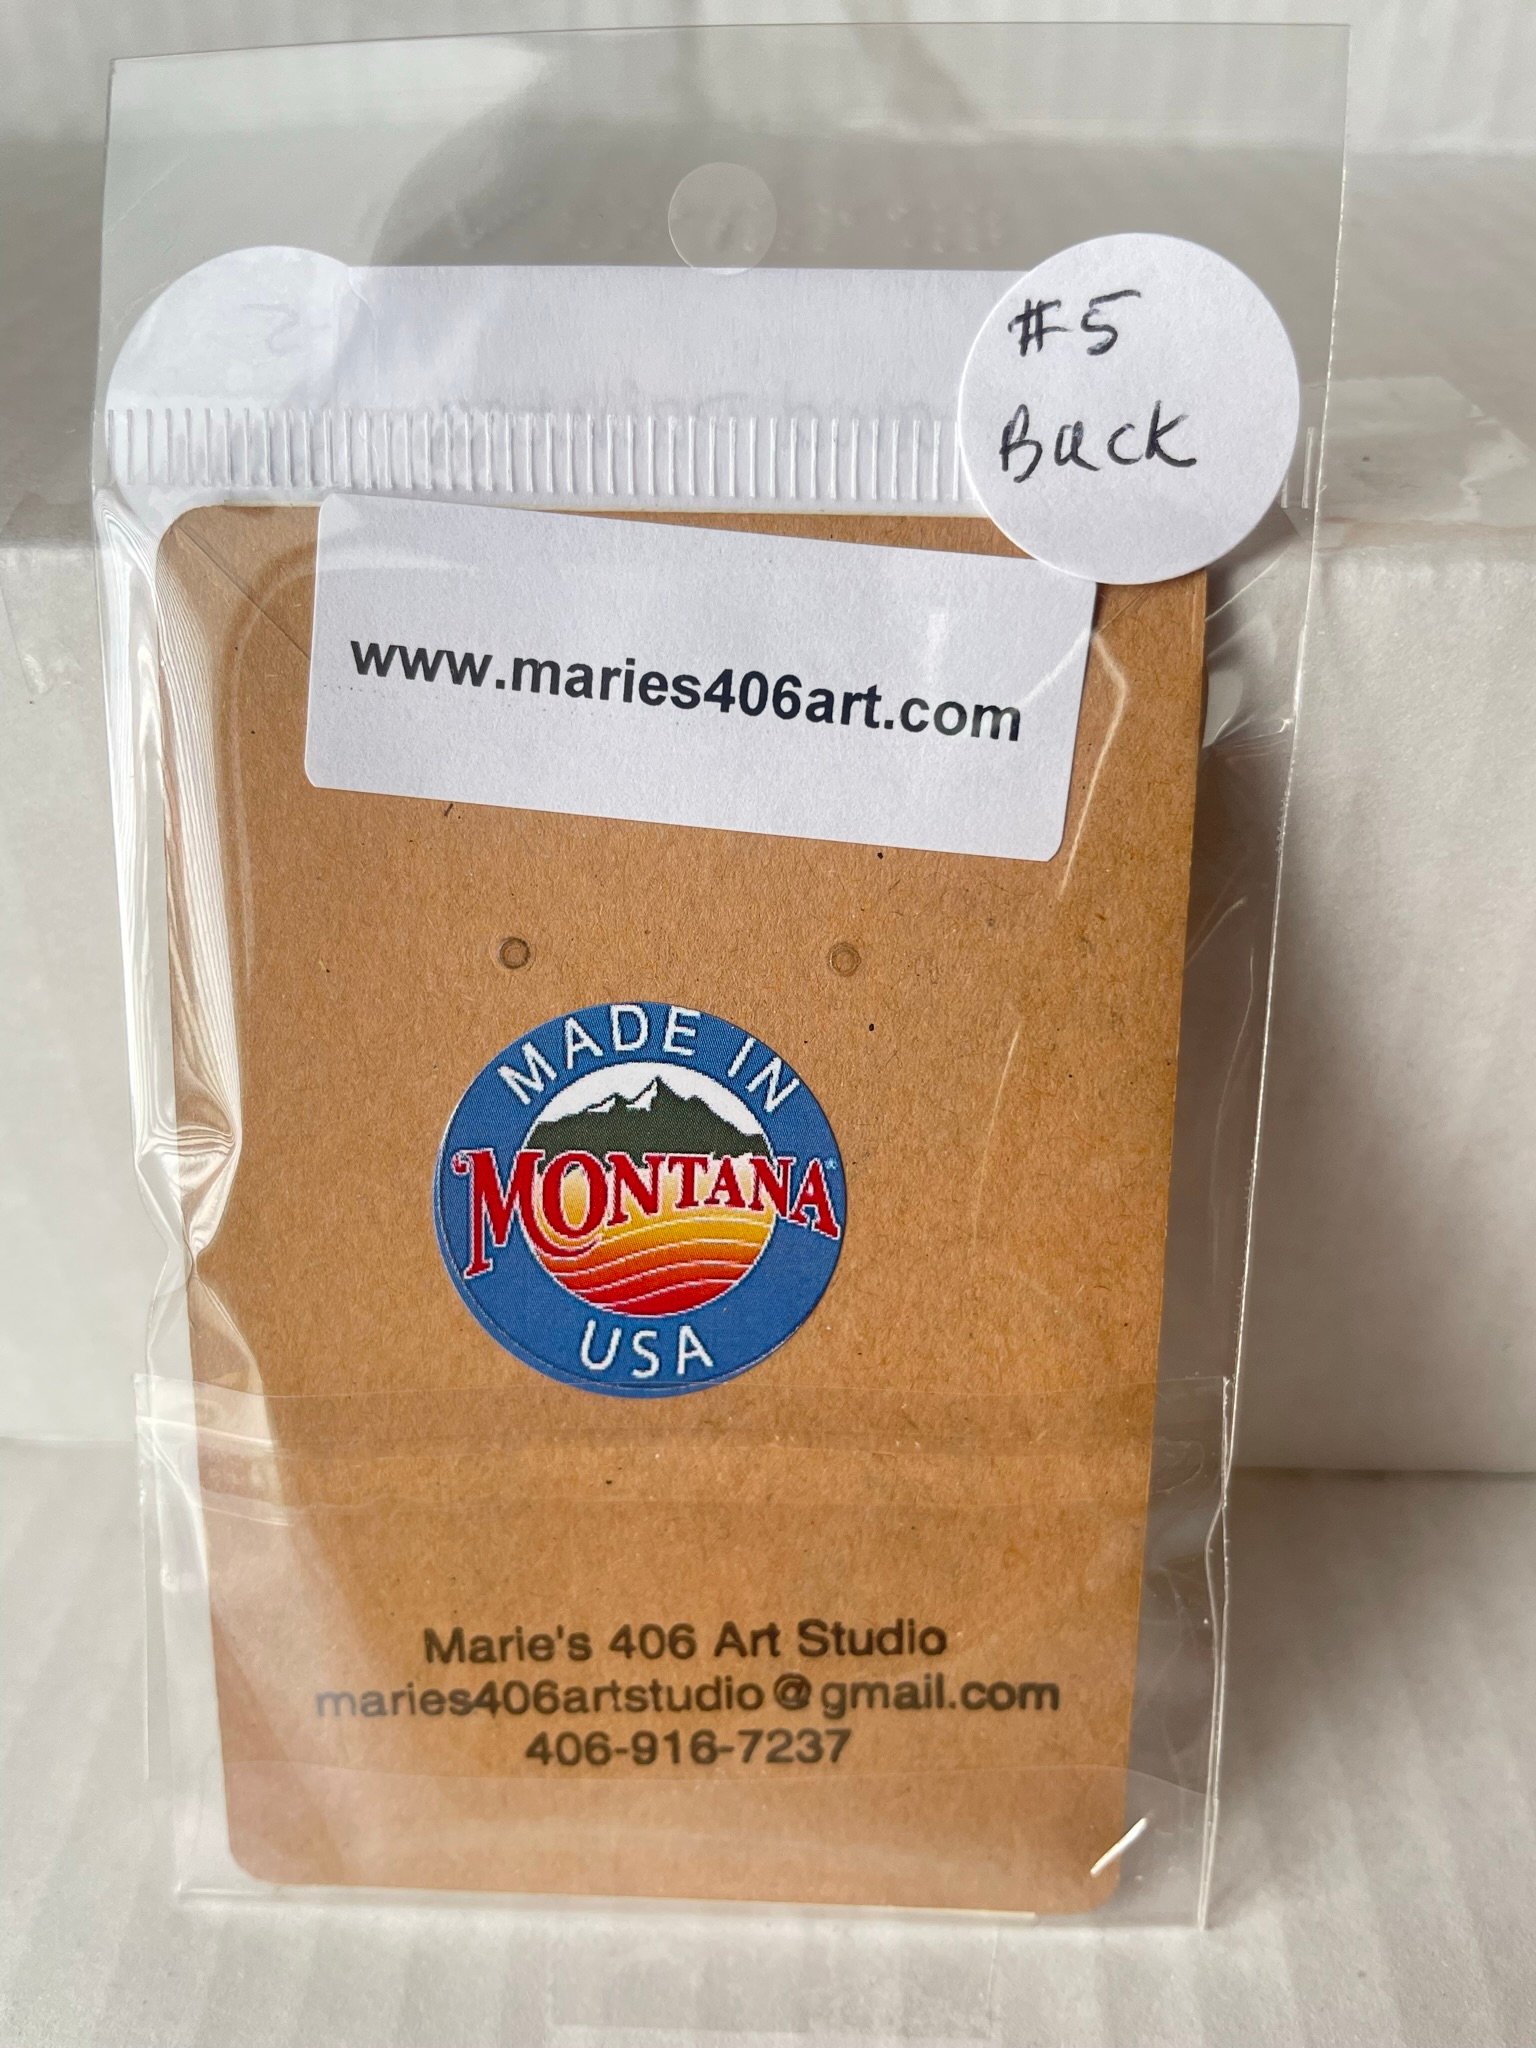 #5
Back
www.maries406art.com
MADE IN
MONTANA
USA
Marie's 406 Art Studio
maries406artstudio@gmail.com
406-916-7237